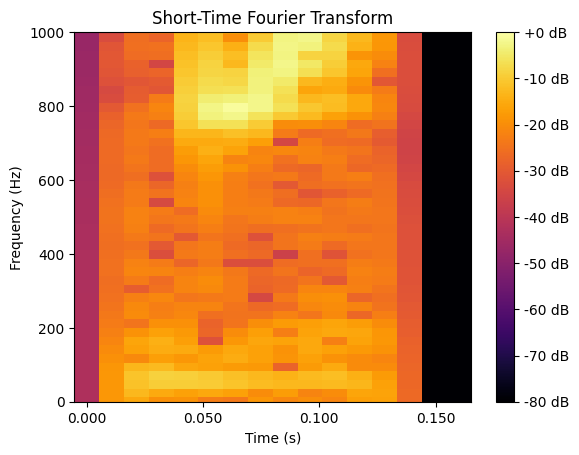 Short-Time Fourier Transform
Frequency (Hz)
1000
800
600
400
200
0
0.000
0.050
0.100
0.150
Time (s)
+0 dB
-10 dB
-20 dB
-30 dB
-40 dB
-50 dB
-60 dB
-70 dB
-80 dB